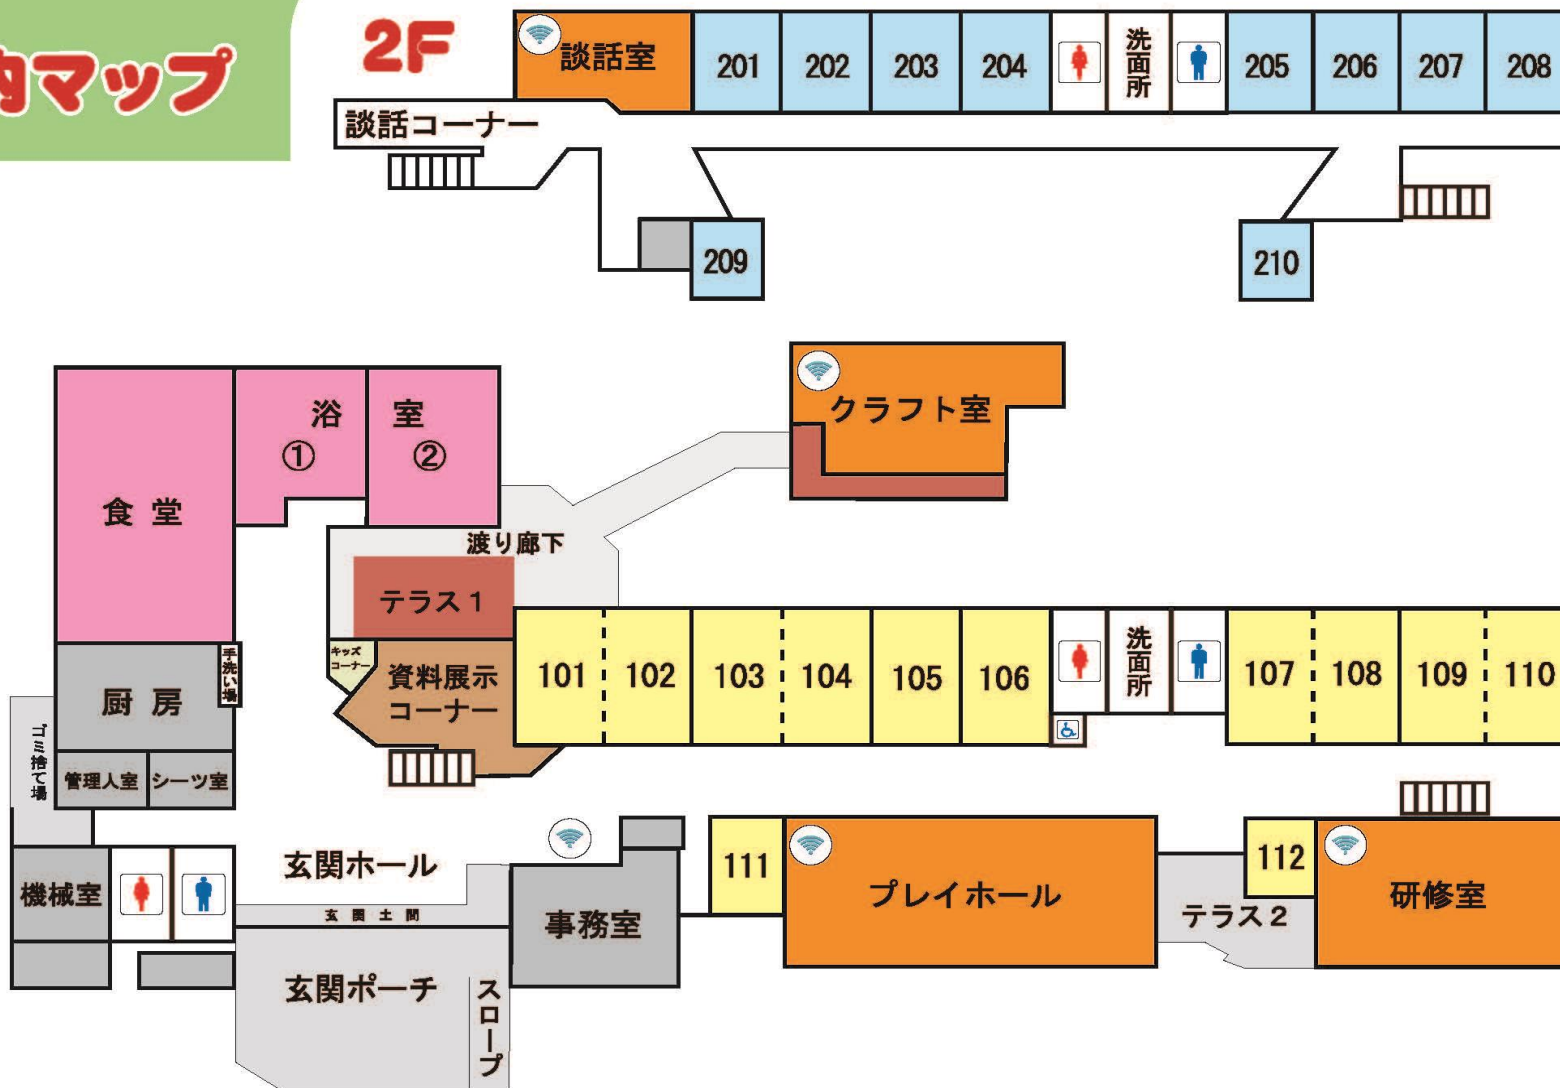 内マップ
2F
談話室
201
202
203
204
洗面所
205
206
207
208
談話コーナー
209
210
クラフト室
浴室
① ②
食堂
渡り廊下
テラス1
キッズ
コーナー
資料展示
コーナー
101
102
103
104
105
106
洗面所
107
108
109
110
手洗い場
厨房
ゴミ捨て場
管理人室
シーツ室
玄関ホール
機械室
玄関土間
事務室
111
プレイホール
112
研修室
テラス2
玄関ポーチ
スロープ